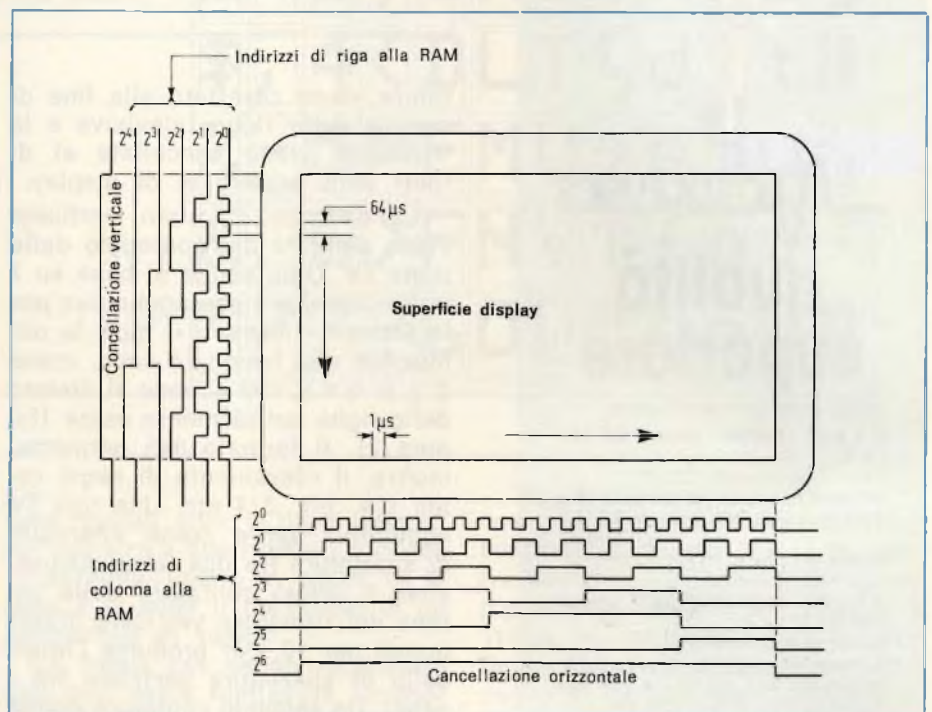 Indirizzi di riga alla RAM
2⁴ 2³ 2² 2¹ 2⁰
Concellazione verticale
64µs
Superficie display
1µs
2⁰
2¹
2²
2³
2⁴
2⁵
2⁶
Indirizzi di
colonna alla
RAM
Cancellazione orizzontale